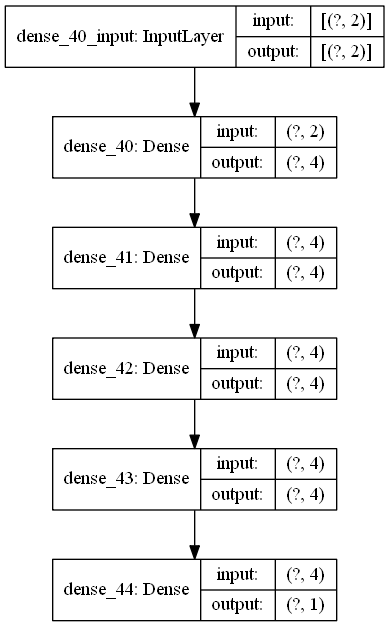 dense_40_input: InputLayer input: [(?, 2)]
output: [(?, 2)]
dense_40: Dense input: (?, 2)
output: (?, 4)
dense_41: Dense input: (?, 4)
output: (?, 4)
dense_42: Dense input: (?, 4)
output: (?, 4)
dense_43: Dense input: (?, 4)
output: (?, 4)
dense_44: Dense input: (?, 4)
output: (?, 1)